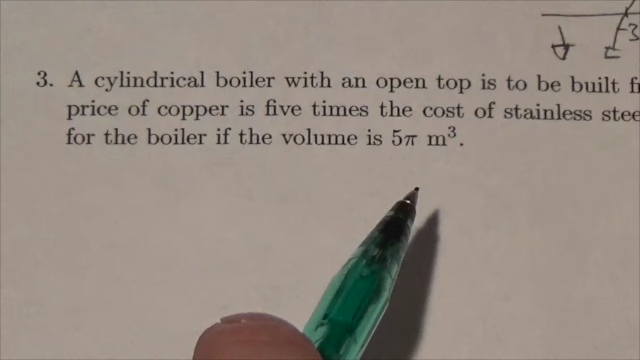 3. A cylindrical boiler with an open top is to be built
price of copper is five times the cost of stainless
for the boiler if the volume is 5π m³.